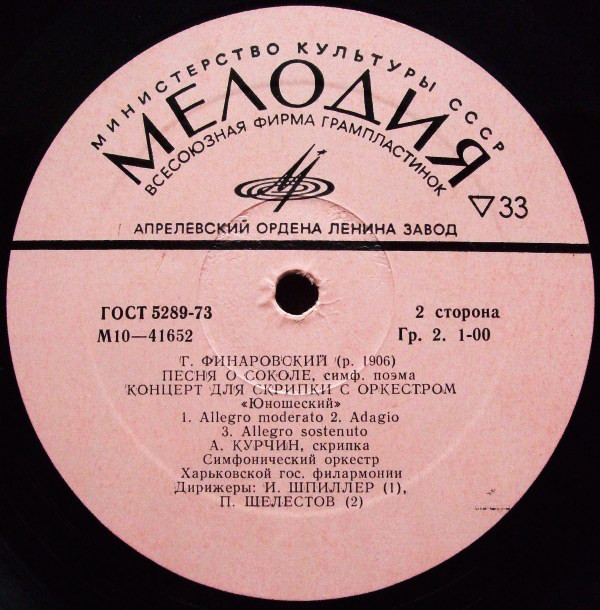 МИНИСТЕРСТВО КУЛЬТУРЫ СССР
МЕЛОДИЯ
ВСЕСОЮЗНАЯ ФИРМА ГРАМПЛАСТИНОК
33
АПРЕЛЕВСКИЙ ОРДЕНА ЛЕНИНА ЗАВОД
ГОСТ 5289-73
2 сторона
М10—41652
Гр. 2. 1-00
Г. ФИНАРОВСКИЙ (р. 1906)
ПЕСНЯ О СОКОЛЕ, симф. поэма
КОНЦЕРТ ДЛЯ СКРИПКИ С ОРКЕСТРОМ
«Юношеский»
1. Allegro moderato 2. Adagio
3. Allegro sostenuto
А. КУРЧИН, скрипка
Симфонический оркестр
Харьковской гос. филармонии
Дирижеры: И. ШПИЛЛЕР (1),
П. ШЕЛЕСТОВ (2)